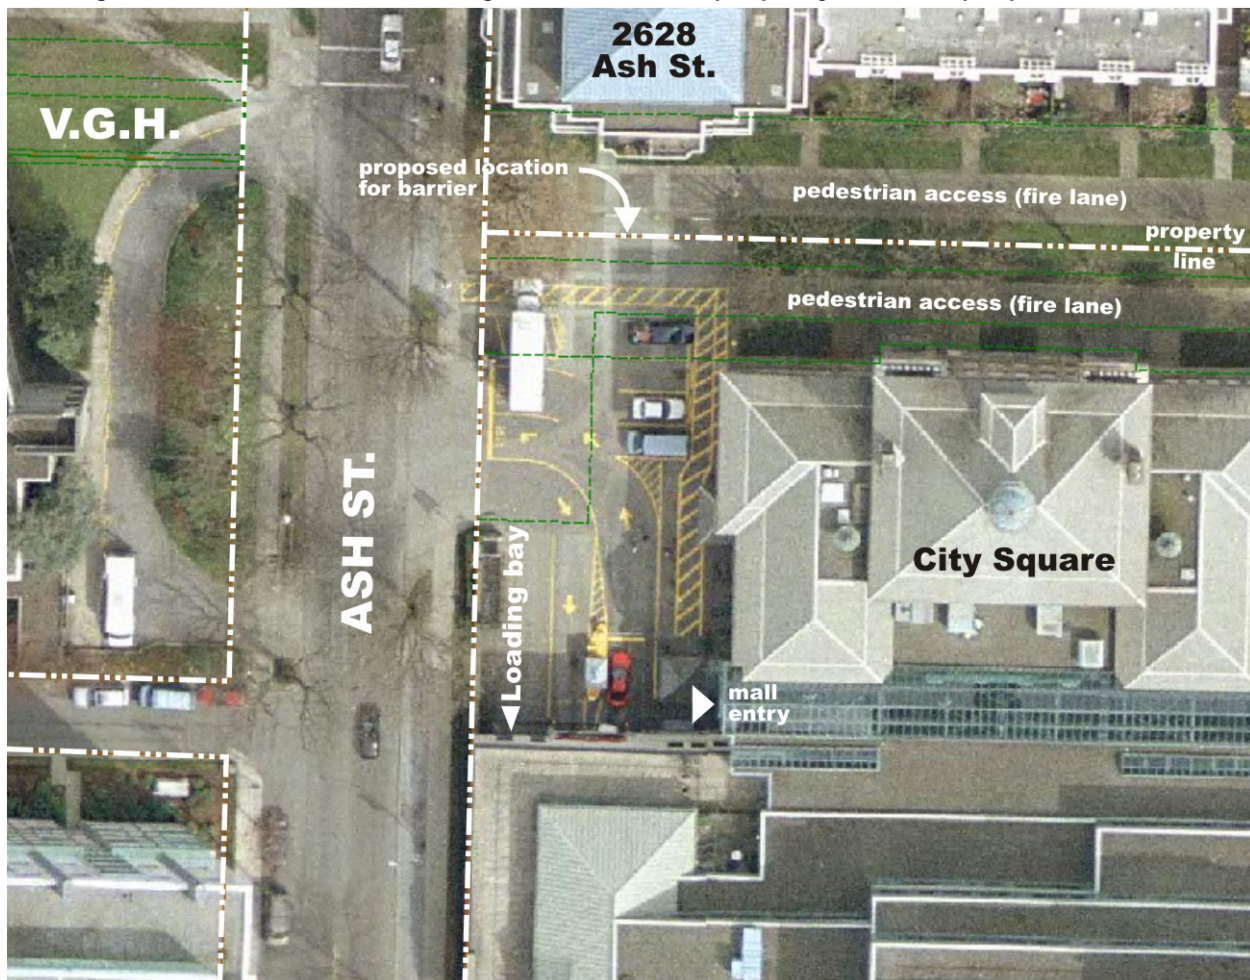 2628
Ash St.
V.G.H.
proposed location
for barrier
pedestrian access (fire lane)
property
line
pedestrian access (fire lane)
ASH ST.
Loading bay
City Square
mall
entry